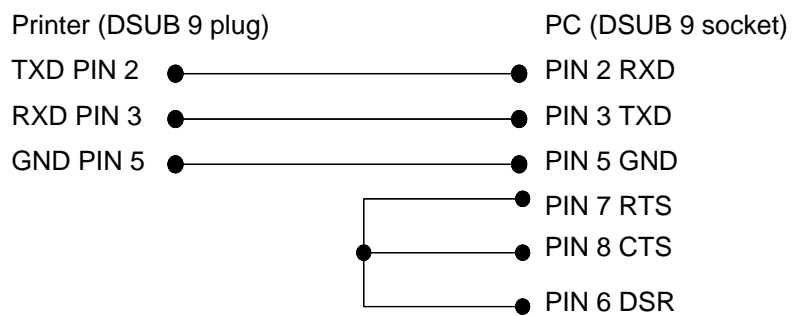 Printer (DSUB 9 plug) PC (DSUB 9 socket)
TXD PIN 2 PIN 2 RXD
RXD PIN 3 PIN 3 TXD
GND PIN 5 PIN 5 GND
PIN 7 RTS
PIN 8 CTS
PIN 6 DSR